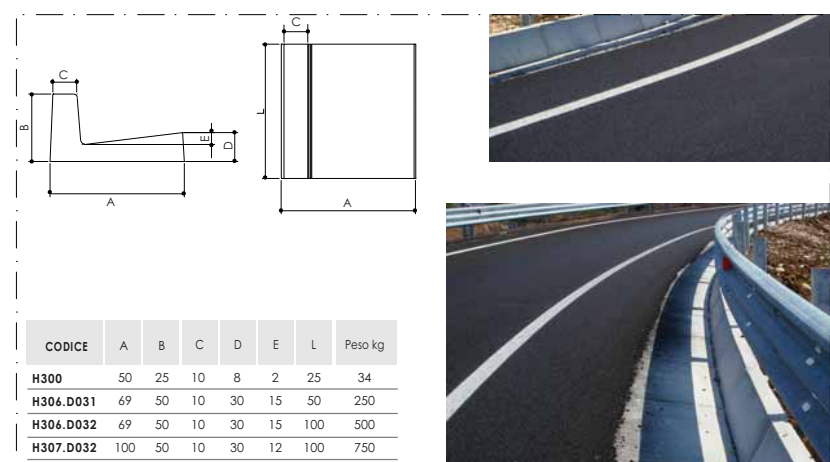 C
C
B
L
E
D
A
A
CODICE A B C D E L Peso kg
H300 50 25 10 8 2 25 34
H306.D031 69 50 10 30 15 50 250
H306.D032 69 50 10 30 15 100 500
H307.D032 100 50 10 30 12 100 750